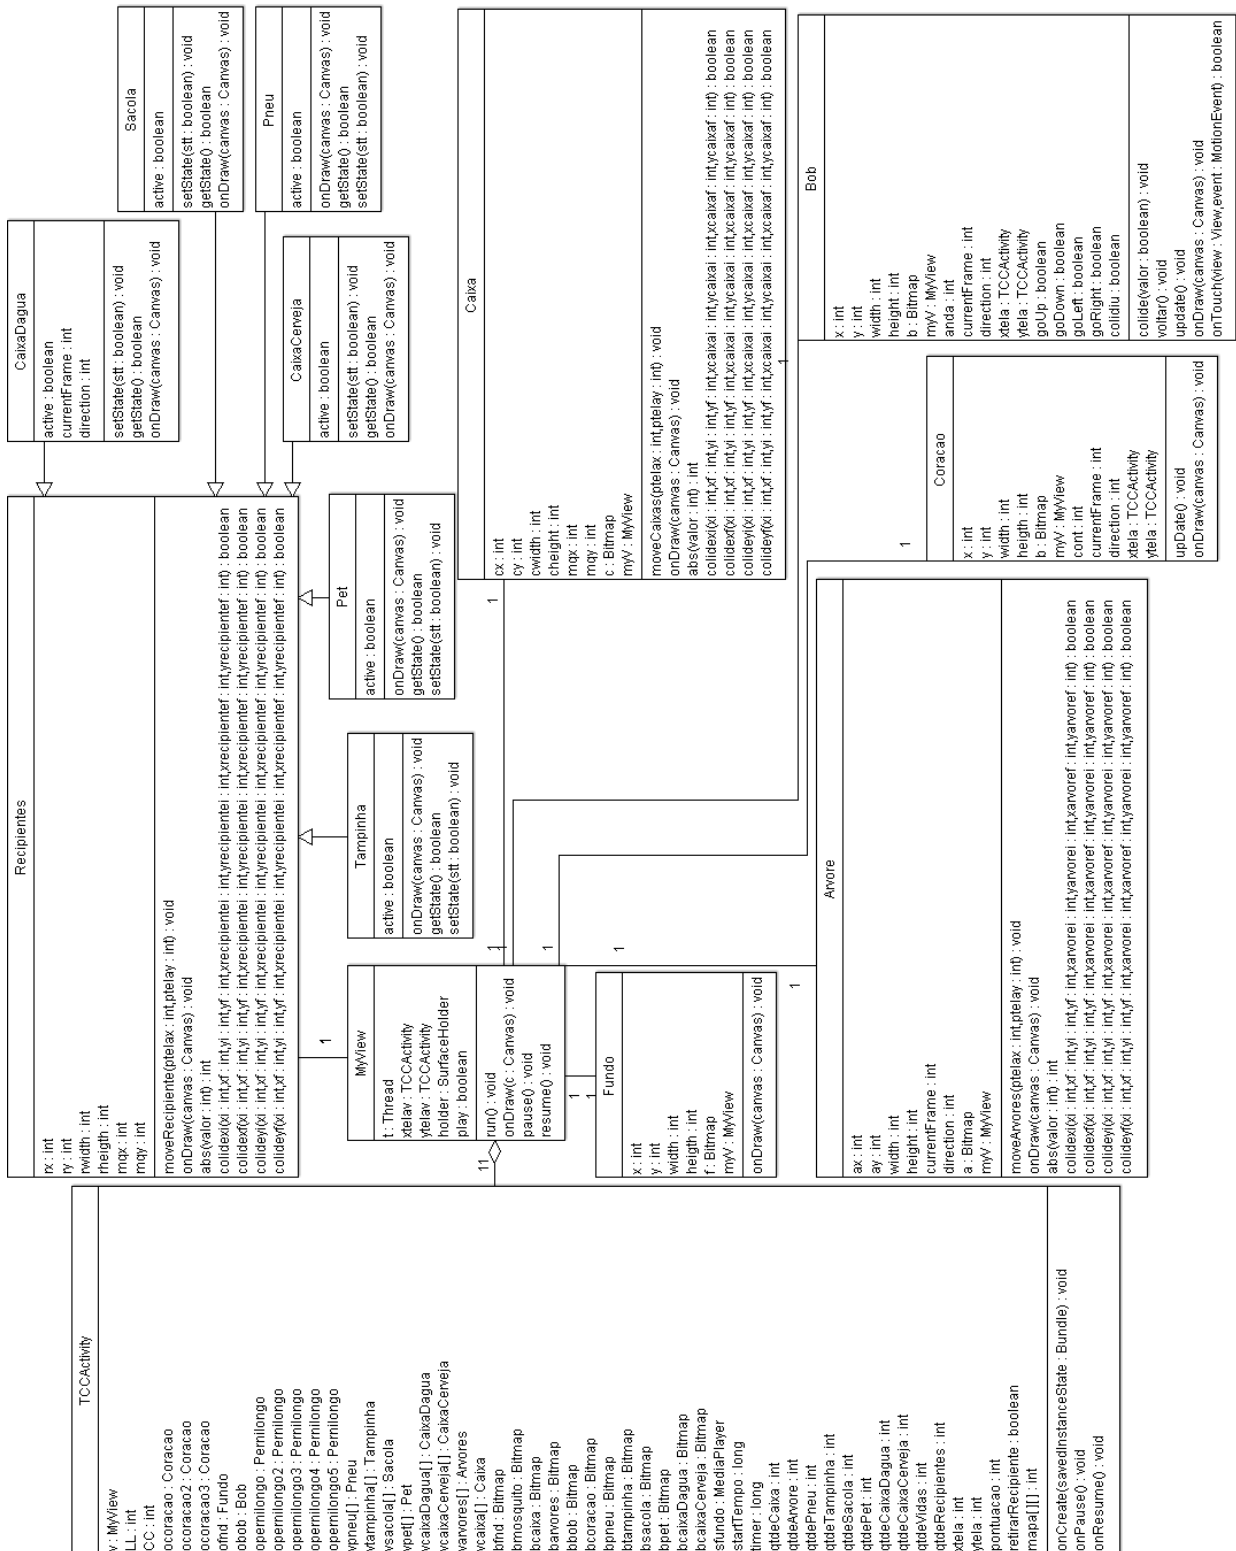 TCCActivity
v : MyView
LL : int
CC : int
ocoracao : Coracao
ocoracao2 : Coracao
ocoracao3 : Coracao
ofnd : Fundo
obob : Bob
opernilongo : Pernilongo
opernilongo2 : Pernilongo
opernilongo3 : Pernilongo
opernilongo4 : Pernilongo
opernilongo5 : Pernilongo
vpneu[] : Pneu
vtampinha[] : Tampinha
vsacola[] : Sacola
vpet[] : Pet
vcaixaDagua[] : CaixaDagua
vcaixaCerveja[] : CaixaCerveja
varvores[] : Arvores
vcaixa[] : Caixa
bfnd : Bitmap
bmosquito : Bitmap
bcaixa : Bitmap
barvores : Bitmap
bbob : Bitmap
bcoracao : Bitmap
bpneu : Bitmap
btampinha : Bitmap
bsacola : Bitmap
bpet : Bitmap
bcaixaDagua : Bitmap
bcaixaCerveja : Bitmap
sfundo : MediaPlayer
startTempo : long
timer : long
qtdeCaixa : int
qtdeArvore : int
qtdePneu : int
qtdeTampinha : int
qtdeSacola : int
qtdePet : int
qtdeCaixaDagua : int
qtdeCaixaCerveja : int
qtdeVidas : int
qtdeRecipientes : int
xtela : int
ytela : int
pontuacao : int
retirarRecipiente : boolean
mapa[][] : int
onCreate(savedInstanceState : Bundle) : void
onPause() : void
onResume() : void
Recipientes
rx : int
ry : int
rwidth : int
rheigth : int
mqx : int
mqy : int
moveRecipiente(ptelax : int,ptelay : int) : void
onDraw(canvas : Canvas) : void
abs(valor : int) : int
colidexi(xi : int,xf : int,yi : int,yf : int,xrecipientei : int,yrecipientei : int,xrecipientef : int,yrecipientef : int) : boolean
colidexf(xi : int,xf : int,yi : int,yf : int,xrecipientei : int,yrecipientei : int,xrecipientef : int,yrecipientef : int) : boolean
colideyi(xi : int,xf : int,yi : int,yf : int,xrecipientei : int,yrecipientei : int,xrecipientef : int,yrecipientef : int) : boolean
colideyf(xi : int,xf : int,yi : int,yf : int,xrecipientei : int,yrecipientei : int,xrecipientef : int,yrecipientef : int) : boolean
CaixaDagua
active : boolean
currentFrame : int
direction : int
setState(stt : boolean) : void
getState() : boolean
onDraw(canvas : Canvas) : void
Sacola
active : boolean
setState(stt : boolean) : void
getState() : boolean
onDraw(canvas : Canvas) : void
Pneu
active : boolean
onDraw(canvas : Canvas) : void
getState() : boolean
setState(stt : boolean) : void
CaixaCerveja
active : boolean
setState(stt : boolean) : void
getState() : boolean
onDraw(canvas : Canvas) : void
Pet
active : boolean
onDraw(canvas : Canvas) : void
getState() : boolean
setState(stt : boolean) : void
Tampinha
active : boolean
onDraw(canvas : Canvas) : void
getState() : boolean
setState(stt : boolean) : void
1
MyView
t : Thread
xtelav : TCCActivity
ytelav : TCCActivity
holder : SurfaceHolder
play : boolean
run() : void
onDraw(c : Canvas) : void
pause() : void
resume() : void
11
1
1
1
1
1
1
Caixa
cx : int
cy : int
cwidth : int
cheight : int
mqx : int
mqy : int
c : Bitmap
myV : MyView
moveCaixas(ptelax : int,ptelay : int) : void
onDraw(canvas : Canvas) : void
abs(valor : int) : int
colidexi(xi : int,xf : int,yi : int,yf : int,xcaixai : int,ycaixai : int,xcaixaf : int,ycaixaf : int) : boolean
colidexf(xi : int,xf : int,yi : int,yf : int,xcaixai : int,ycaixai : int,xcaixaf : int,ycaixaf : int) : boolean
colideyi(xi : int,xf : int,yi : int,yf : int,xcaixai : int,ycaixai : int,xcaixaf : int,ycaixaf : int) : boolean
colideyf(xi : int,xf : int,yi : int,yf : int,xcaixai : int,ycaixai : int,xcaixaf : int,ycaixaf : int) : boolean
1
Fundo
x : int
y : int
width : int
heigth : int
f : Bitmap
myV : MyView
onDraw(canvas : Canvas) : void
1
Arvore
ax : int
ay : int
width : int
height : int
currentFrame : int
direction : int
a : Bitmap
myV : MyView
moveArvores(ptelax : int,ptelay : int) : void
onDraw(canvas : Canvas) : void
abs(valor : int) : int
colidexi(xi : int,xf : int,yi : int,yf : int,xarvorei : int,yarvorei : int,xarvoref : int,yarvoref : int) : boolean
colidexf(xi : int,xf : int,yi : int,yf : int,xarvorei : int,yarvorei : int,xarvoref : int,yarvoref : int) : boolean
colideyi(xi : int,xf : int,yi : int,yf : int,xarvorei : int,yarvorei : int,xarvoref : int,yarvoref : int) : boolean
colideyf(xi : int,xf : int,yi : int,yf : int,xarvorei : int,yarvorei : int,xarvoref : int,yarvoref : int) : boolean
Bob
x : int
y : int
width : int
height : int
b : Bitmap
myV : MyView
anda : int
currentFrame : int
direction : int
xtela : TCCActivity
ytela : TCCActivity
goUp : boolean
goDown : boolean
goLeft : boolean
goRight : boolean
colidiu : boolean
colide(valor : boolean) : void
voltar() : void
update() : void
onDraw(canvas : Canvas) : void
onTouch(view : View,event : MotionEvent) : boolean
1
Coracao
x : int
y : int
width : int
heigth : int
b : Bitmap
myV : MyView
cont : int
currentFrame : int
direction : int
xtela : TCCActivity
ytela : TCCActivity
upDate() : void
onDraw(canvas : Canvas) : void